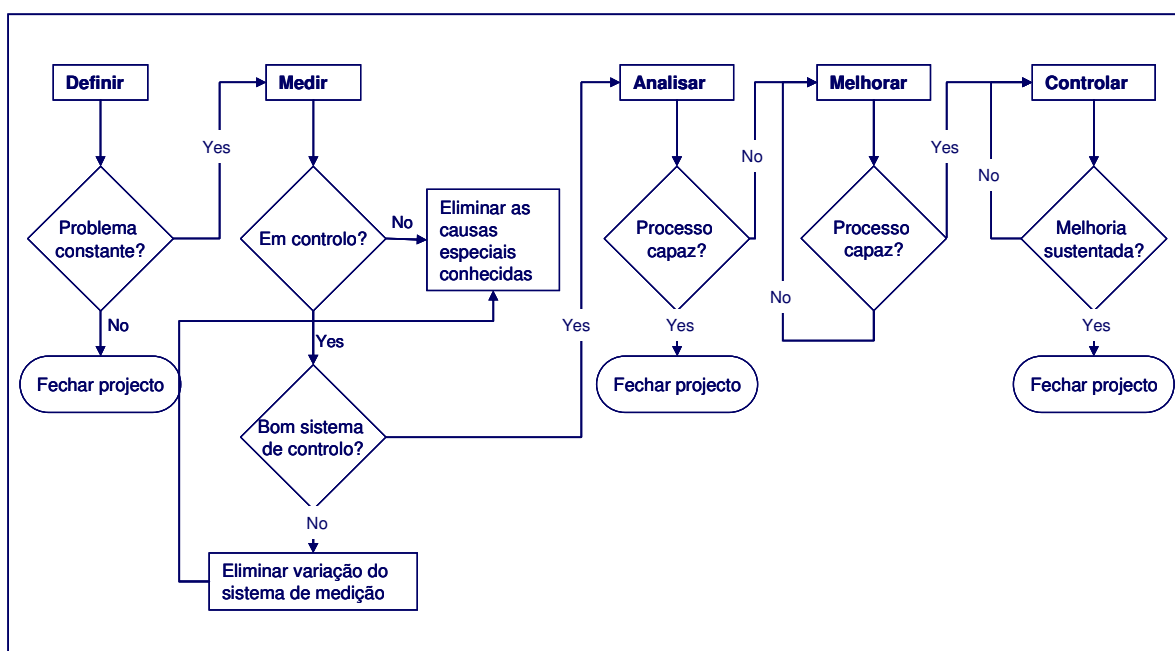 Definir
Medir
Analisar
Melhorar
Controlar
Yes
No
Yes
No
Problema
constante?
Em controlo?
No
Eliminar as
causas
especiais
conhecidas
Processo
capaz?
Processo
capaz?
Melhoria
sustentada?
No
No
Yes
Yes
Yes
Yes
Fechar projecto
Fechar projecto
Fechar projecto
Bom sistema
de controlo?
No
Eliminar variação do
sistema de medição